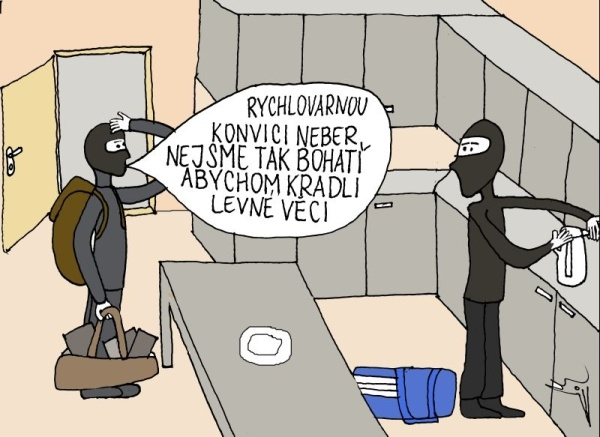 RYCHLOVARNOU
KONVICI NEBER,
NEJSME TAK BOHATÍ
ABYCHOM KRADLI
LEVNÉ VĚCI